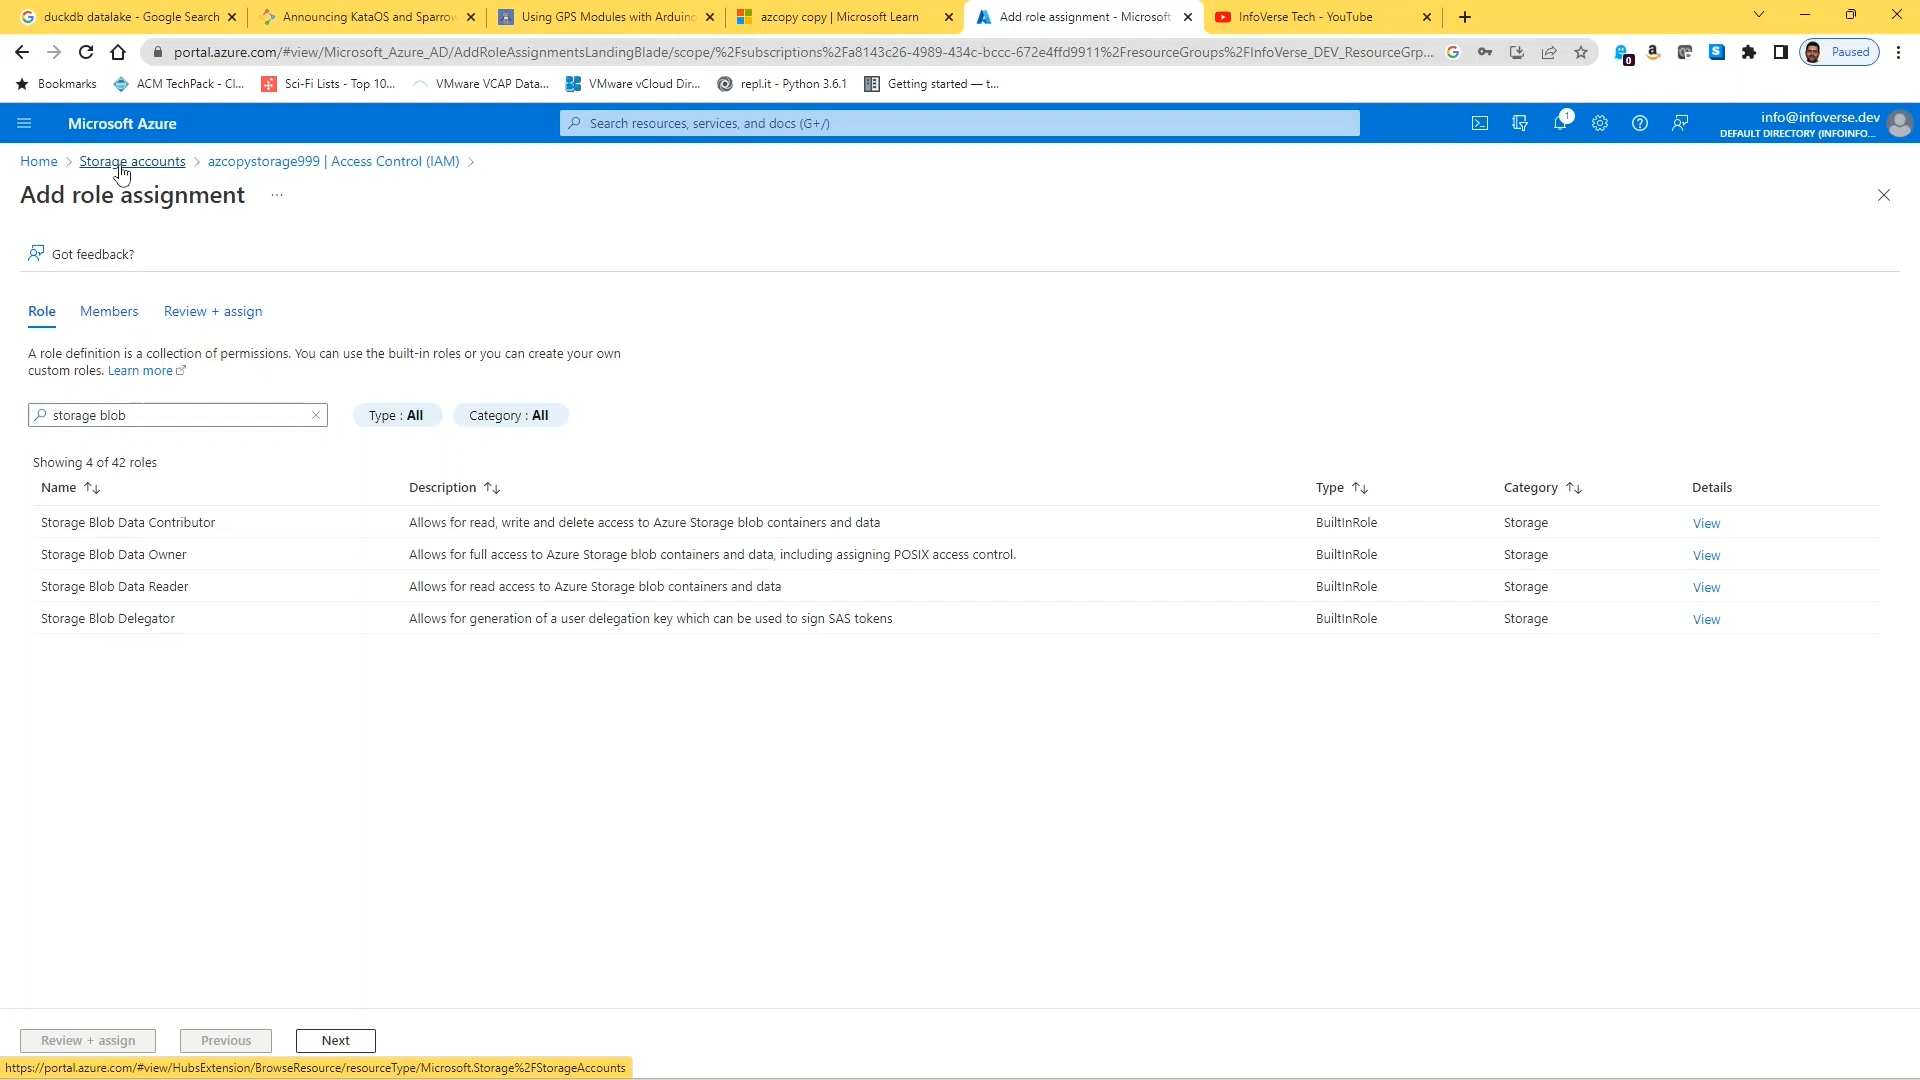 duckdb datalake - Google Search
Announcing KataOS and Sparrow
Using GPS Modules with Arduino
azcopy copy | Microsoft Learn
Add role assignment - Microsoft
InfoVerse Tech - YouTube
portal.azure.com/#view/Microsoft_Azure_AD/AddRoleAssignmentsLandingBlade/scope/%2Fsubscriptions%2Fa8143c26-4989-434c-bccc-672e4ffd9911%2FresourceGroups%2FInfoVerse_DEV_ResourceGrp...
0
Paused
Bookmarks
ACM TechPack - Cl...
Sci-Fi Lists - Top 10...
VMware VCAP Data...
VMware vCloud Dir...
repl.it - Python 3.6.1
Getting started — t...
Microsoft Azure
Search resources, services, and docs (G+/)
1
info@infoverse.dev
DEFAULT DIRECTORY (INFOINFO...
Home > Storage accounts > azcopystorage999 | Access Control (IAM) >
Add role assignment ...
Got feedback?
Role Members Review + assign
A role definition is a collection of permissions. You can use the built-in roles or you can create your own
custom roles. Learn more
storage blob
Type : All
Category : All
Showing 4 of 42 roles
Name Description Type Category Details
Storage Blob Data Contributor Allows for read, write and delete access to Azure Storage blob containers and data BuiltInRole Storage View
Storage Blob Data Owner Allows for full access to Azure Storage blob containers and data, including assigning POSIX access control. BuiltInRole Storage View
Storage Blob Data Reader Allows for read access to Azure Storage blob containers and data BuiltInRole Storage View
Storage Blob Delegator Allows for generation of a user delegation key which can be used to sign SAS tokens BuiltInRole Storage View
Review + assign Previous Next
https://portal.azure.com/#view/HubsExtension/BrowseResource/resourceType/Microsoft.Storage%2FStorageAccounts